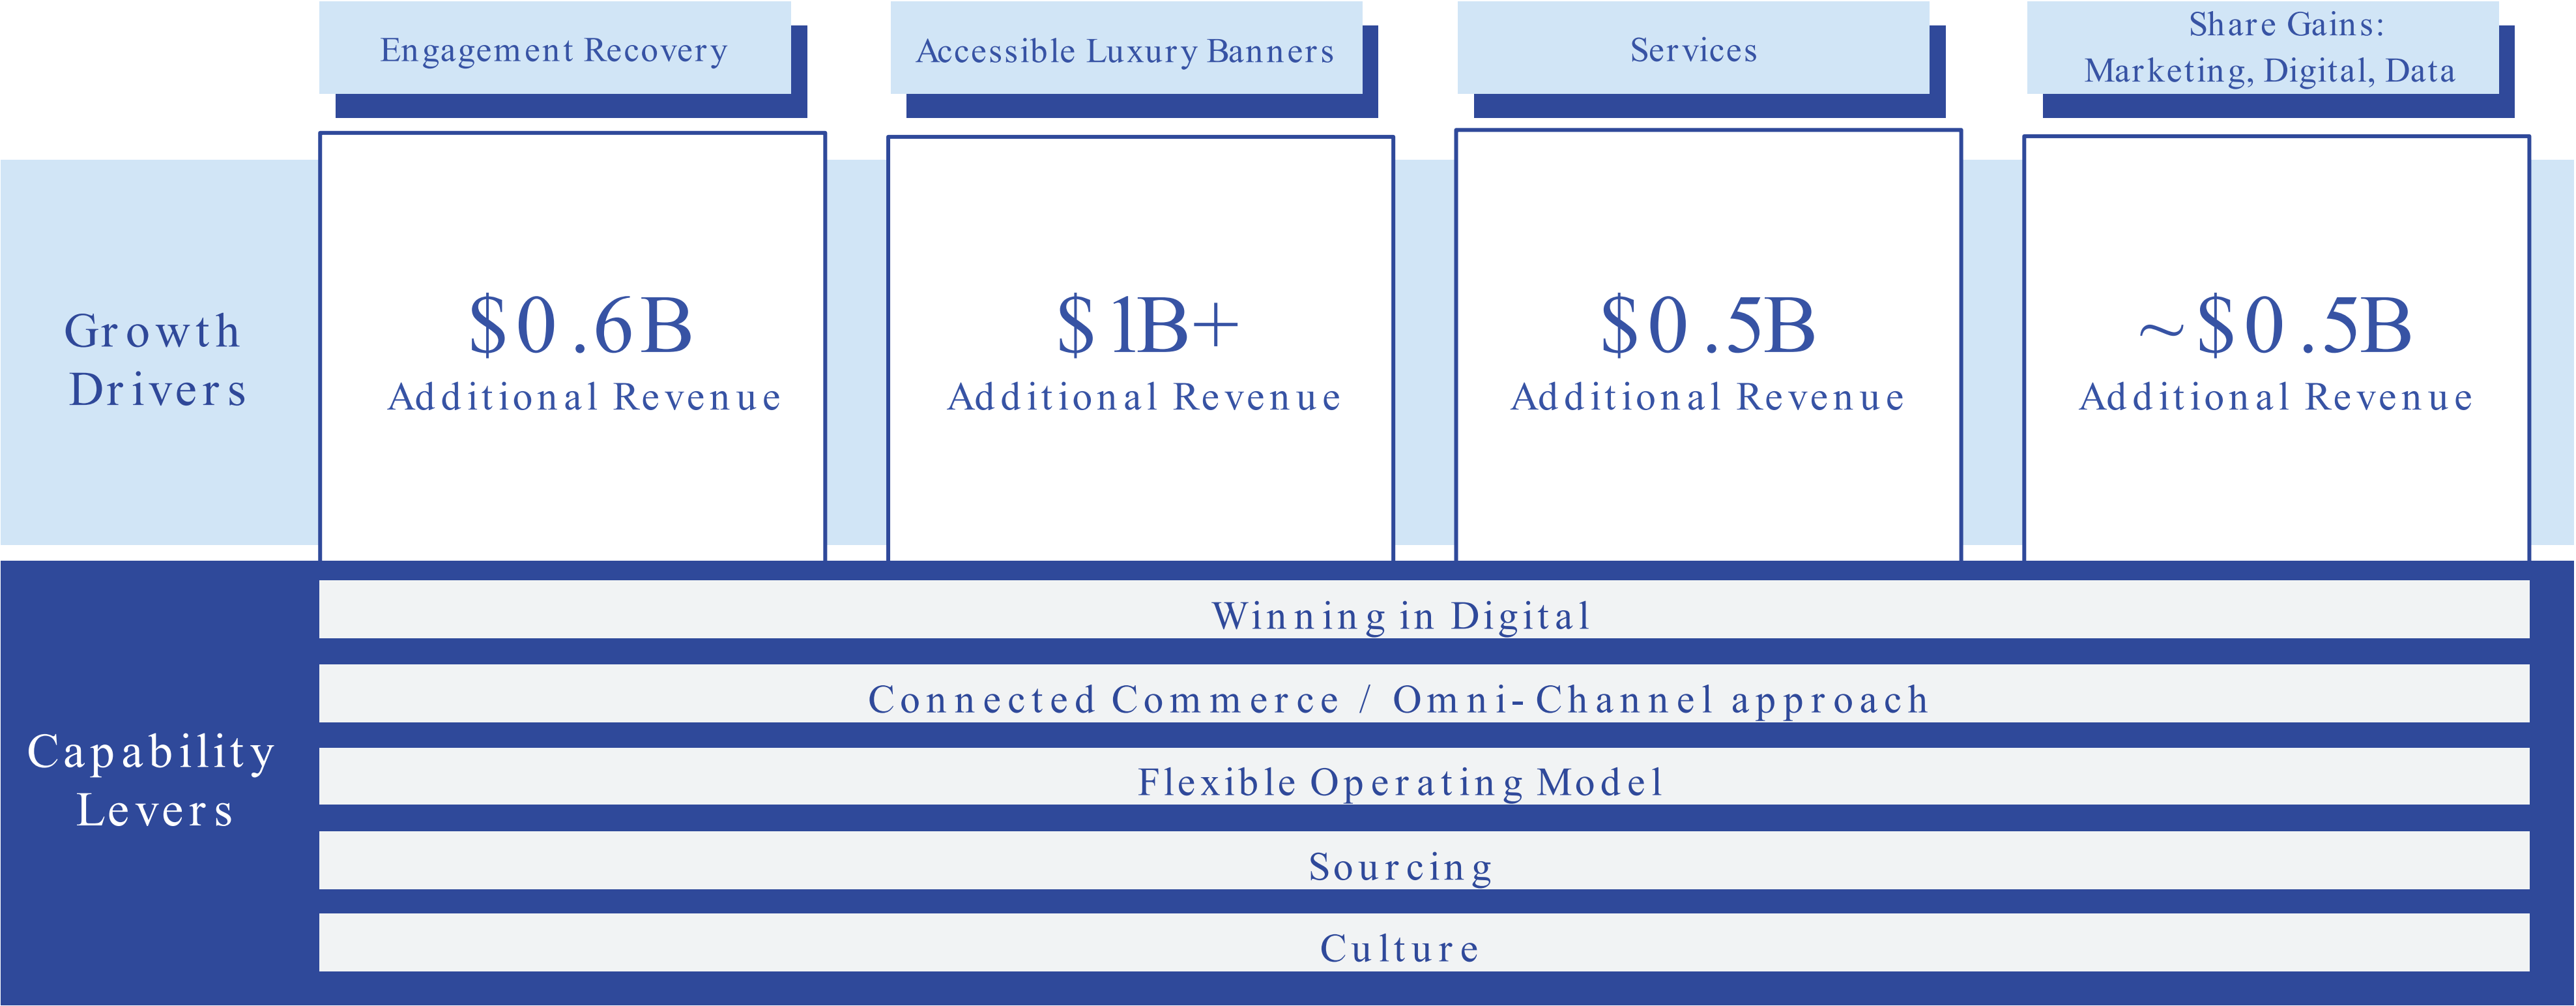 Engagement Recovery
Accessible Luxury Banners
Services
Share Gains:
Marketing, Digital, Data
Growth
Drivers
$0.6B
Additional Revenue
$1B+
Additional Revenue
$0.5B
Additional Revenue
~$0.5B
Additional Revenue
Capability
Levers
Winning in Digital
Connected Commerce / Omni-Channel approach
Flexible Operating Model
Sourcing
Culture